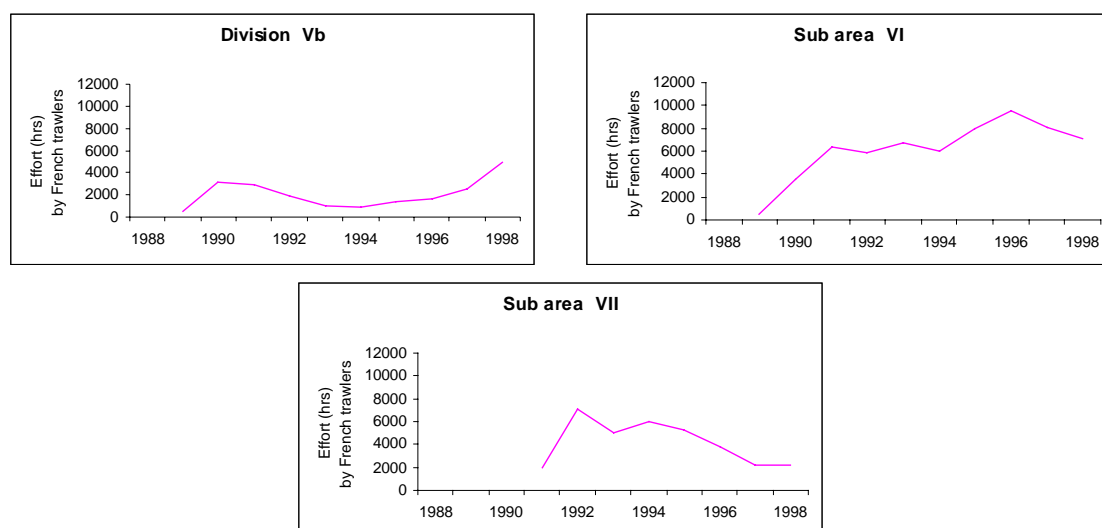 Division Vb
Effort (hrs)
by French trawlers
12000
10000
8000
6000
4000
2000
0
1988 1990 1992 1994 1996 1998
Sub area VI
Effort (hrs)
by French trawlers
12000
10000
8000
6000
4000
2000
0
1988 1990 1992 1994 1996 1998
Sub area VII
Effort (hrs)
by French trawlers
12000
10000
8000
6000
4000
2000
0
1988 1990 1992 1994 1996 1998